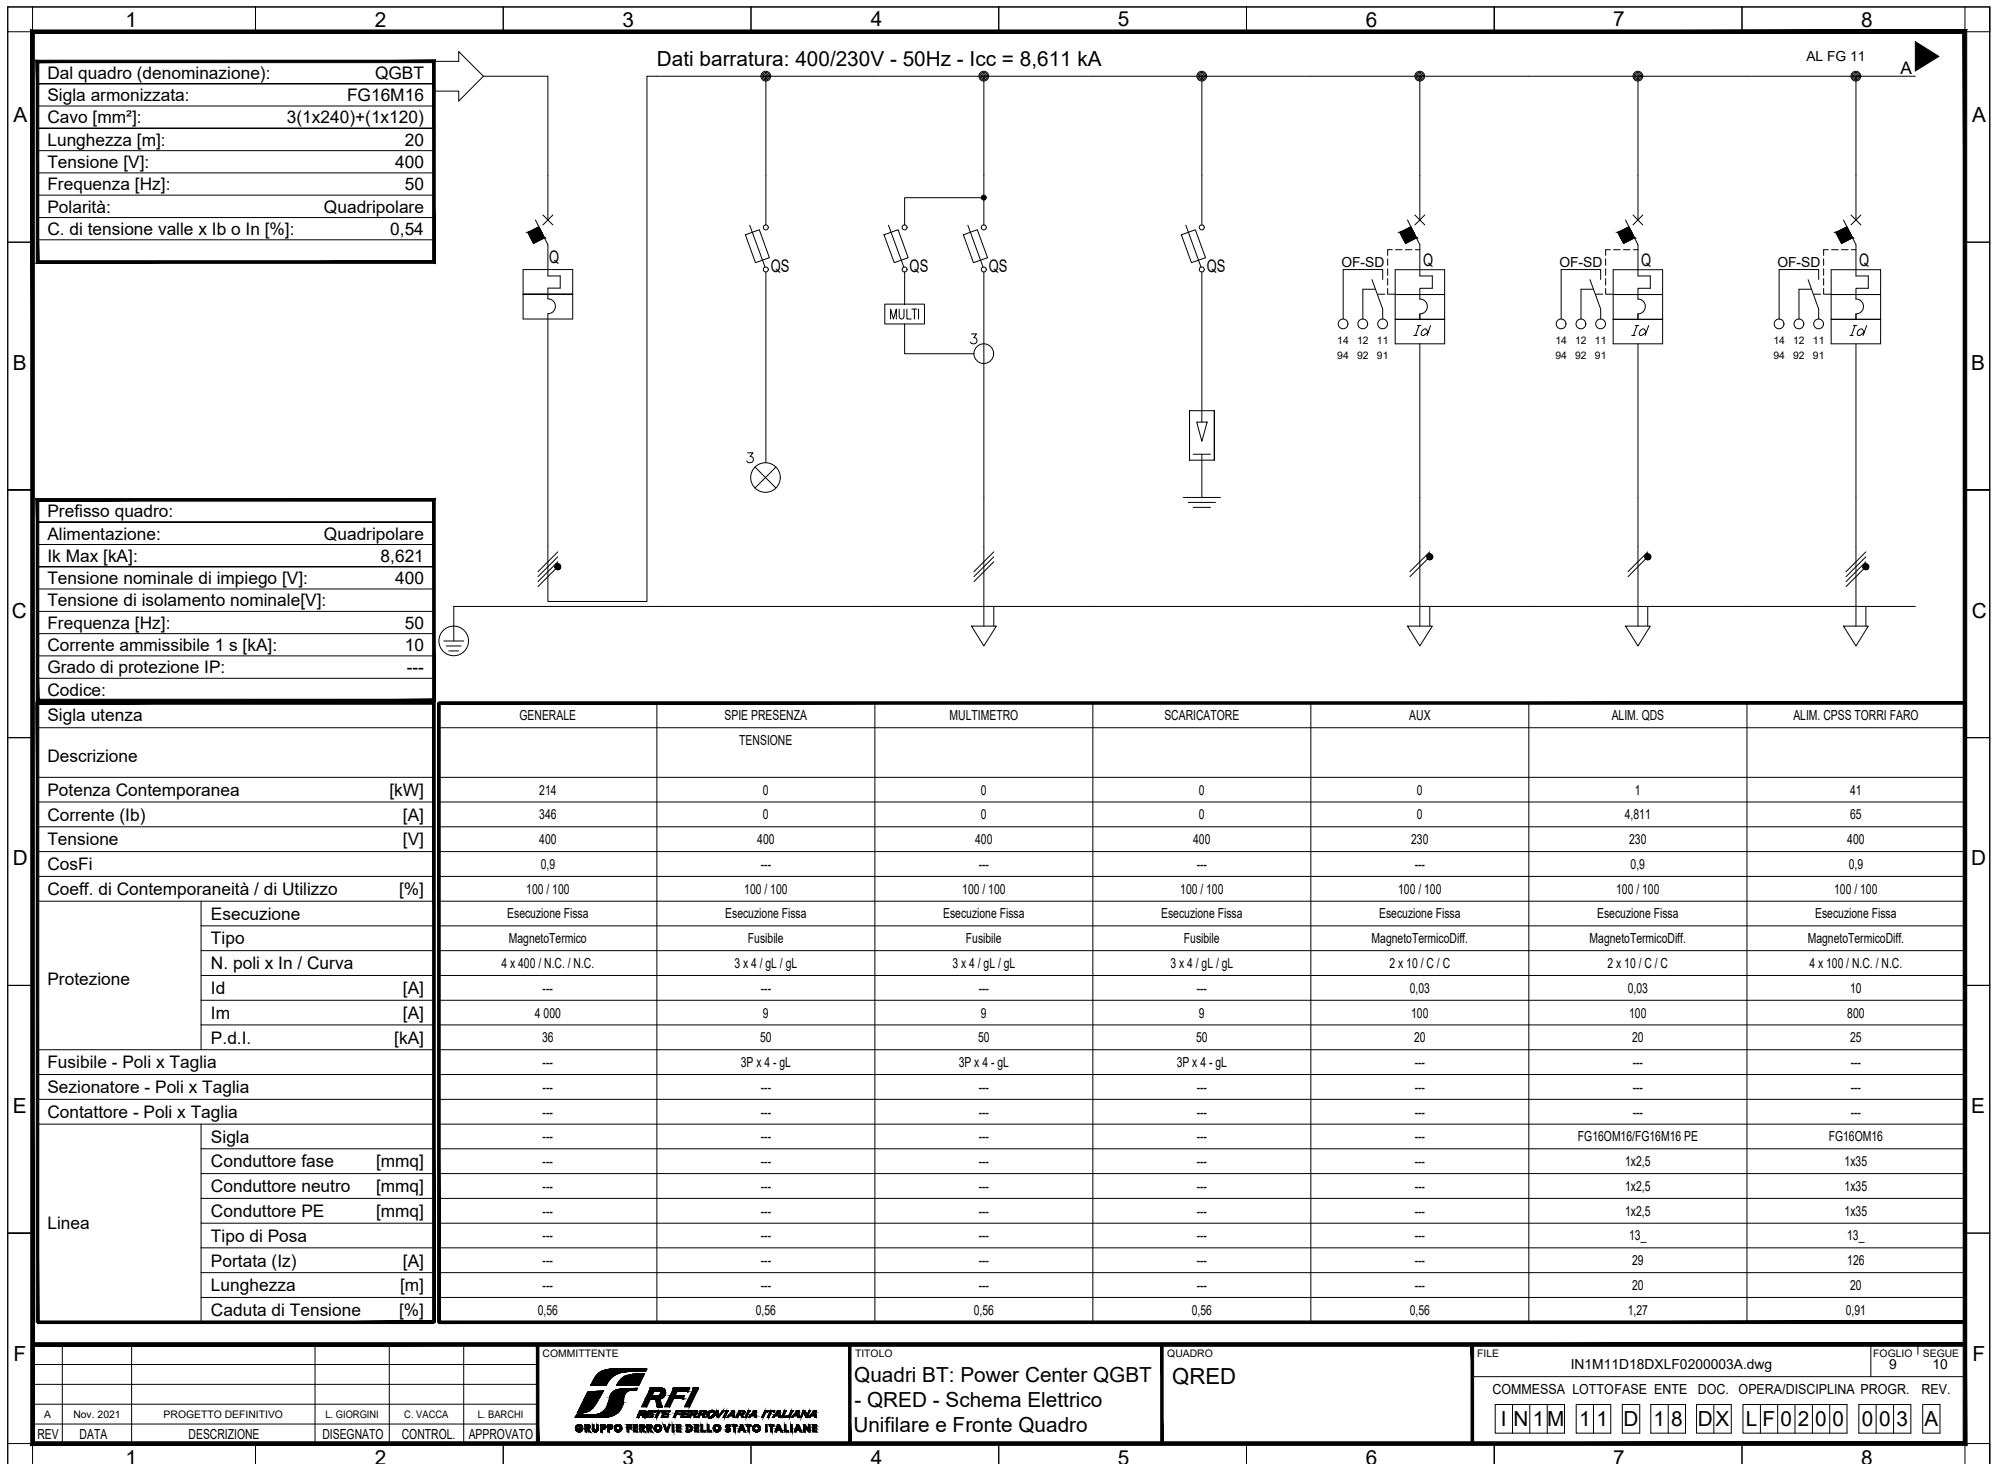 1 2 3 4 5 6 7 8
Dati barratura: 400/230V - 50Hz - Icc = 8,611 kA
AL FG 11
A
A
A
Dal quadro (denominazione): QGBT
Sigla armonizzata: FG16M16
Cavo [mm²]: 3(1x240)+(1x120)
Lunghezza [m]: 20
Tensione [V]: 400
Frequenza [Hz]: 50
Polarità: Quadripolare
C. di tensione valle x Ib o In [%]: 0,54
Q
QS
QS
QS
QS
OF-SD
Q
OF-SD
Q
OF-SD
Q
MULTI
3
Id
Id
Id
14 12 11
94 92 91
14 12 11
94 92 91
14 12 11
94 92 91
B
B
3
Prefisso quadro:
Alimentazione: Quadripolare
Ik Max [kA]: 8,621
Tensione nominale di impiego [V]: 400
Tensione di isolamento nominale[V]:
Frequenza [Hz]: 50
Corrente ammissibile 1 s [kA]: 10
Grado di protezione IP: ---
Codice:
C
C
Sigla utenza GENERALE SPIE PRESENZA MULTIMETRO SCARICATORE AUX ALIM. QDS ALIM. CPSS TORRI FARO
Descrizione TENSIONE
Potenza Contemporanea [kW] 214 0 0 0 0 1 41
Corrente (Ib) [A] 346 0 0 0 0 4,811 65
Tensione [V] 400 400 400 400 230 230 400
CosFi 0,9 --- --- --- --- 0,9 0,9
D
D
Coeff. di Contemporaneità / di Utilizzo [%] 100 / 100 100 / 100 100 / 100 100 / 100 100 / 100 100 / 100 100 / 100
Protezione
Esecuzione Esecuzione Fissa Esecuzione Fissa Esecuzione Fissa Esecuzione Fissa Esecuzione Fissa Esecuzione Fissa Esecuzione Fissa
Tipo MagnetoTermico Fusibile Fusibile Fusibile MagnetoTermicoDiff. MagnetoTermicoDiff. MagnetoTermicoDiff.
N. poli x In / Curva 4 x 400 / N.C. / N.C. 3 x 4 / gL / gL 3 x 4 / gL / gL 3 x 4 / gL / gL 2 x 10 / C / C 2 x 10 / C / C 4 x 100 / N.C. / N.C.
Id [A] --- --- --- --- 0,03 0,03 10
Im [A] 4 000 9 9 9 100 100 800
P.d.I. [kA] 36 50 50 50 20 20 25
Fusibile - Poli x Taglia --- 3P x 4 - gL 3P x 4 - gL 3P x 4 - gL --- --- ---
Sezionatore - Poli x Taglia --- --- --- --- --- --- ---
Contattore - Poli x Taglia --- --- --- --- --- --- ---
E
E
Linea
Sigla --- --- --- --- --- FG16OM16/FG16M16 PE FG16OM16
Conduttore fase [mmq] --- --- --- --- --- 1x2,5 1x35
Conduttore neutro [mmq] --- --- --- --- --- 1x2,5 1x35
Conduttore PE [mmq] --- --- --- --- --- 1x2,5 1x35
Tipo di Posa --- --- --- --- --- 13_ 13_
Portata (Iz) [A] --- --- --- --- --- 29 126
Lunghezza [m] --- --- --- --- --- 20 20
Caduta di Tensione [%] 0,56 0,56 0,56 0,56 0,56 1,27 0,91
F
F
A Nov. 2021 PROGETTO DEFINITIVO L. GIORGINI C. VACCA L. BARCHI
REV DATA DESCRIZIONE DISEGNATO CONTROL. APPROVATO
COMMITTENTE
RFI
RETE FERROVIARIA ITALIANA
GRUPPO FERROVIE DELLO STATO ITALIANE
TITOLO
Quadri BT: Power Center QGBT
- QRED - Schema Elettrico
Unifilare e Fronte Quadro
QUADRO
QRED
FILE
IN1M11D18DXLF0200003A.dwg
FOGLIO SEGUE
9 10
COMMESSA LOTTO FASE ENTE DOC. OPERA/DISCIPLINA PROGR. REV.
IN1M 11 D 18 DX LF0200 003 A
1 2 3 4 5 6 7 8